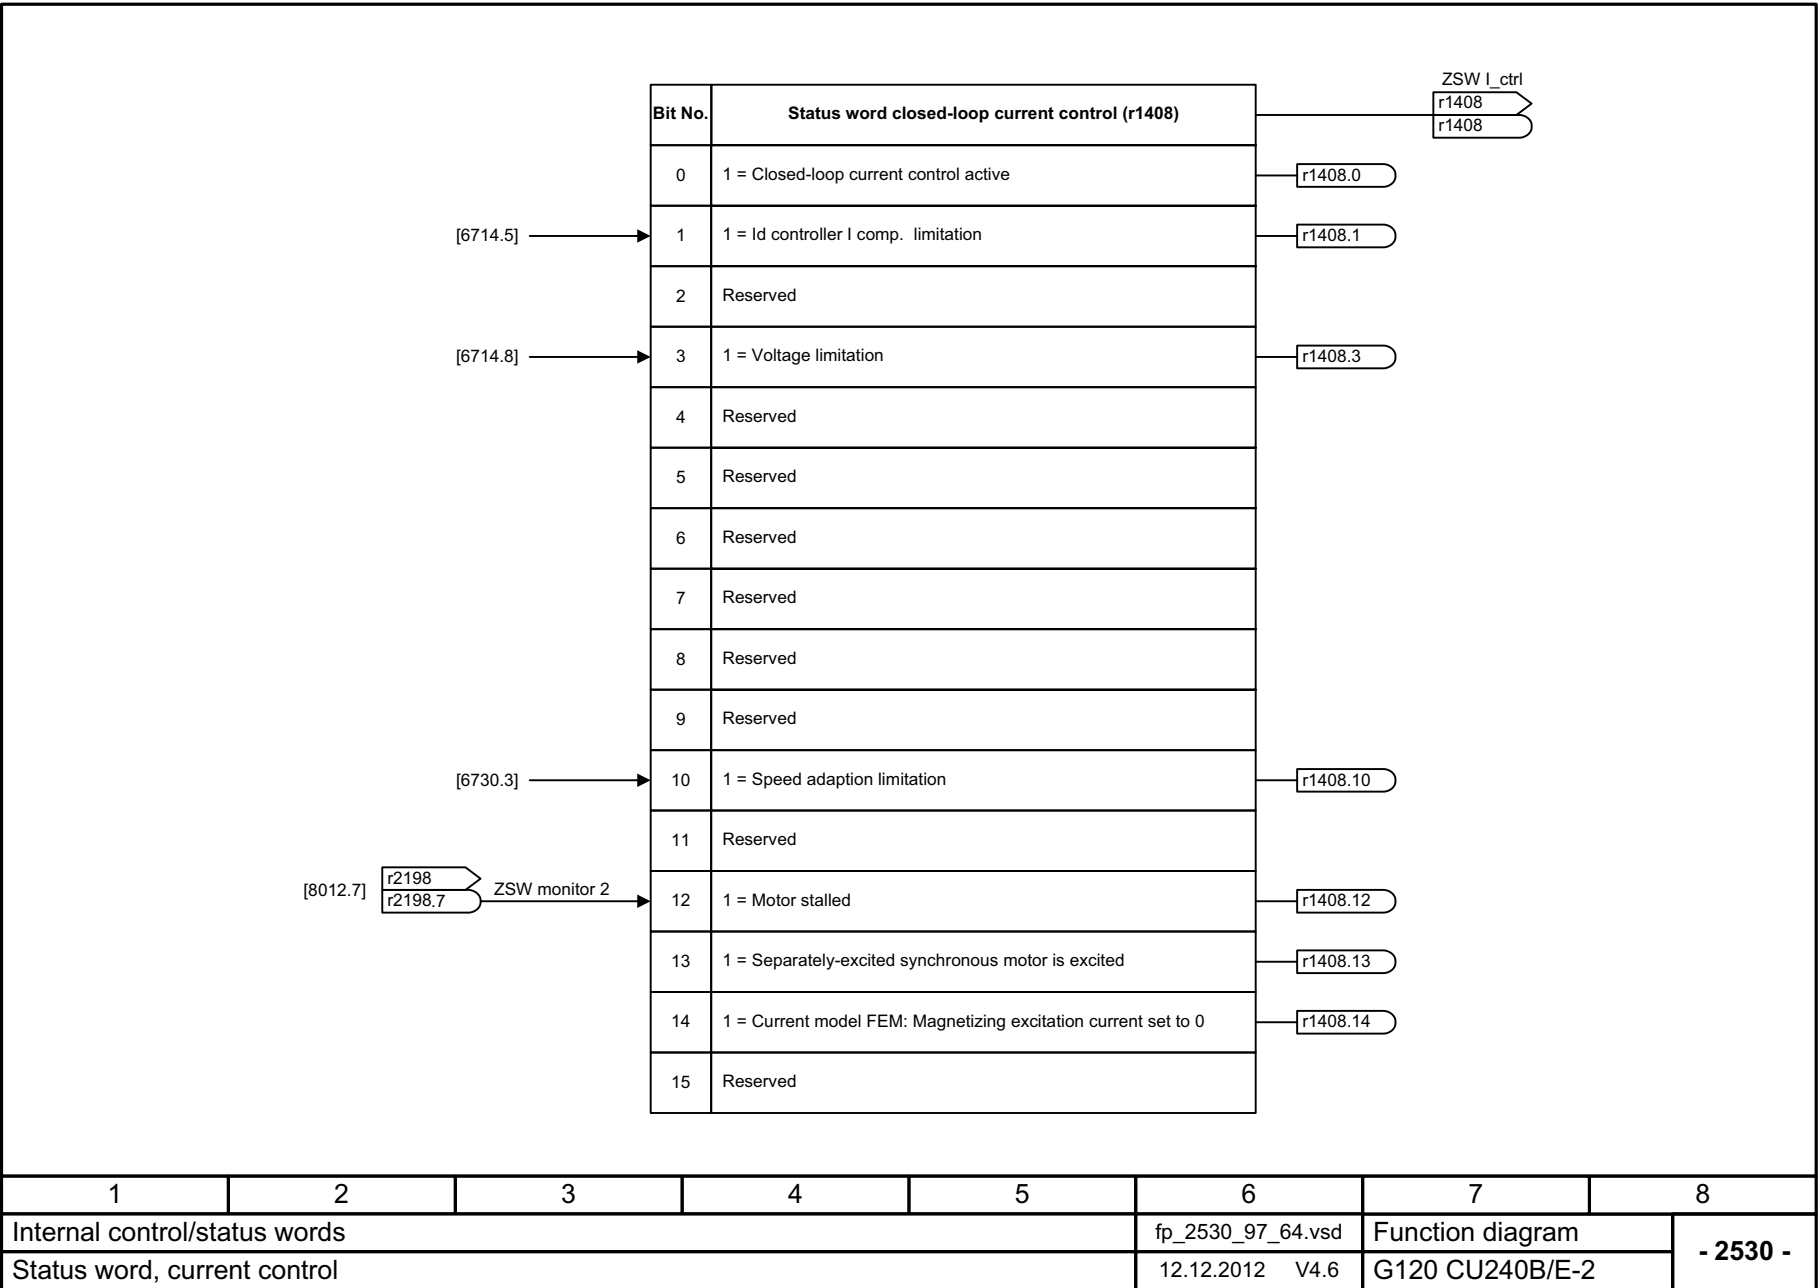 ZSW I_ctrl
Bit No. Status word closed-loop current control (r1408) r1408
r1408
0 1 = Closed-loop current control active r1408.0
[6714.5] 1 1 = Id controller I comp. limitation r1408.1
2 Reserved
[6714.8] 3 1 = Voltage limitation r1408.3
4 Reserved
5 Reserved
6 Reserved
7 Reserved
8 Reserved
9 Reserved
[6730.3] 10 1 = Speed adaption limitation r1408.10
11 Reserved
[8012.7] r2198
r2198.7 ZSW monitor 2 12 1 = Motor stalled r1408.12
13 1 = Separately-excited synchronous motor is excited r1408.13
14 1 = Current model FEM: Magnetizing excitation current set to 0 r1408.14
15 Reserved
1 2 3 4 5 6 7 8
Internal control/status words fp_2530_97_64.vsd Function diagram - 2530 -
Status word, current control 12.12.2012 V4.6 G120 CU240B/E-2